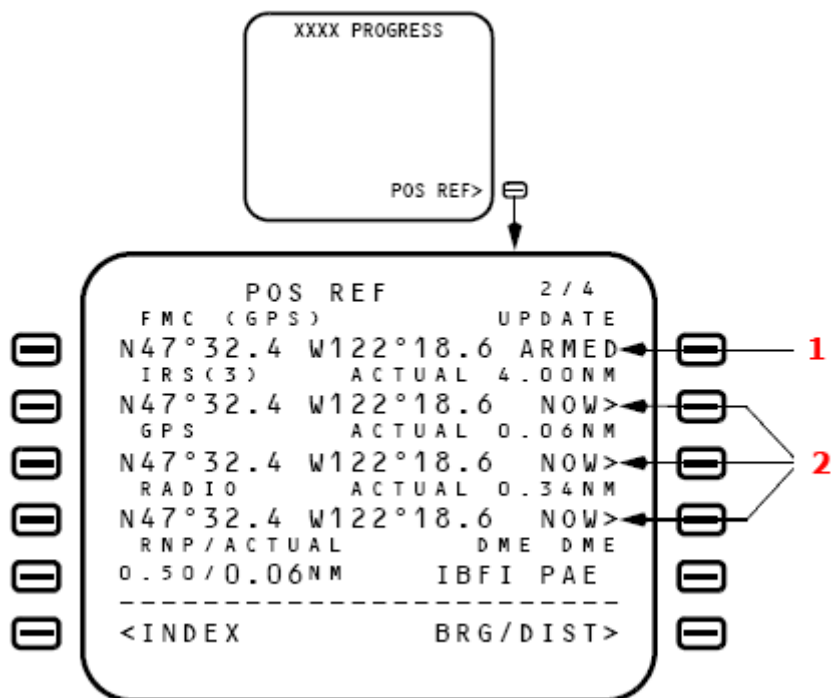 XXXX PROGRESS
POS REF>
POS REF 2/4
FMC (GPS) UPDATE
N47°32.4 W122°18.6 ARMED 1
IRS(3) ACTUAL 4.00NM
N47°32.4 W122°18.6 NOW>
GPS ACTUAL 0.06NM
N47°32.4 W122°18.6 NOW> 2
RADIO ACTUAL 0.34NM
N47°32.4 W122°18.6 NOW>
RNP/ACTUAL DME DME
0.50/0.06NM IBFI PAE
<INDEX BRG/DIST>